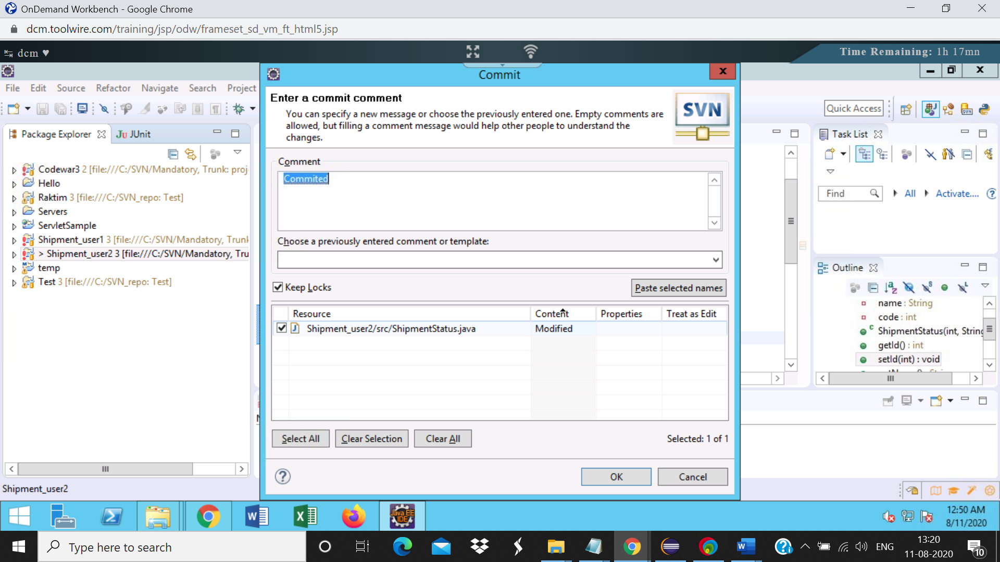 OnDemand Workbench - Google Chrome
dcm.toolwire.com/training/jsp/odw/frameset_sd_vm_ft_html5.jsp
dcm ♥
Time Remaining: 1h 17mn
Commit
File Edit Source Refactor Navigate Search Project
Enter a commit comment
You can specify a new message or choose the previously entered one. Empty comments are
allowed, but filling a comment message would help other people to understand the
changes.
SVN
Quick Access
Package Explorer
JUnit
Task List
Comment
Commited
Codewar3 2 [file:///C:/SVN/Mandatory, Trunk: proj
Hello
Raktim 3 [file:///C:/SVN_repo: Test]
Servers
ServletSample
Shipment_user1 3 [file:///C:/SVN/Mandatory, Trunk
> Shipment_user2 3 [file:///C:/SVN/Mandatory, Tru
temp
Test 3 [file:///C:/SVN_repo: Test]
Find
All
Activate....
Choose a previously entered comment or template:
Keep Locks
Paste selected names
Outline
name : String
code : int
ShipmentStatus(int, String
getId() : int
setId(int) : void
Resource Content Properties Treat as Edit
Shipment_user2/src/ShipmentStatus.java Modified
Select All
Clear Selection
Clear All
Selected: 1 of 1
OK
Cancel
Shipment_user2
Java EE
IDE
12:50 AM
8/11/2020
Type here to search
ENG
13:20
11-08-2020
10